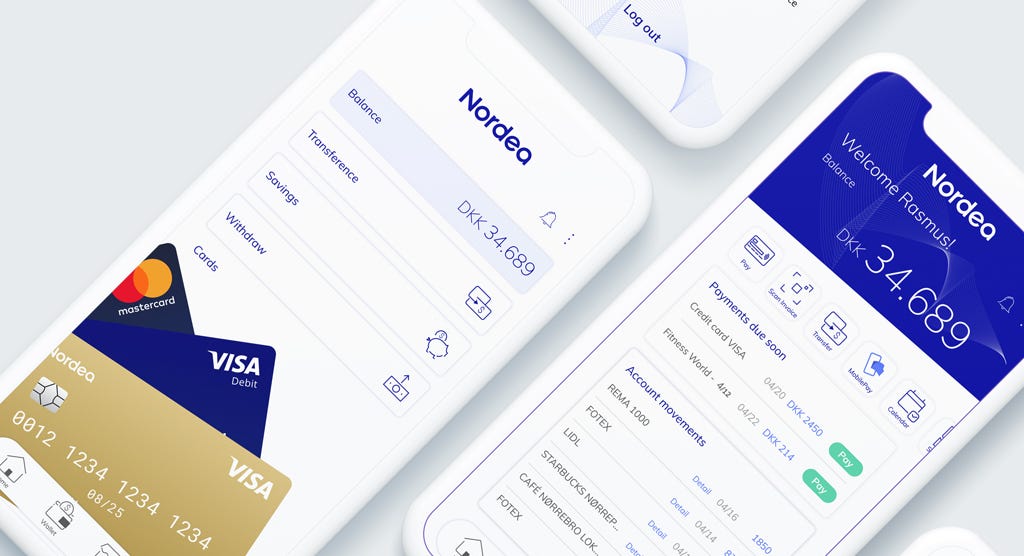 Log out
Nordea
Balance
DKK 34.689
Transference
Savings
Withdraw
Cards
mastercard
VISA
Debit
Nordea
0012 1234 1234 1234
08/25
VISA
Wallet
Nordea
Welcome Rasmus!
Balance
DKK 34.689
Pay
Scan Invoice
Transfer
MobilePay
Calendar
Payments due soon
Credit card VISA 04/20 DKK 2450 Pay
Fitness World - 4/12 04/22 DKK 214 Pay
Account movements
REMA 1000 Detail 04/16 1850
FOTEX Detail 04/14
LIDL Detail
STARBUCKS NØRREP...
CAFÉ NØRREBRO LOK...
FOTEX